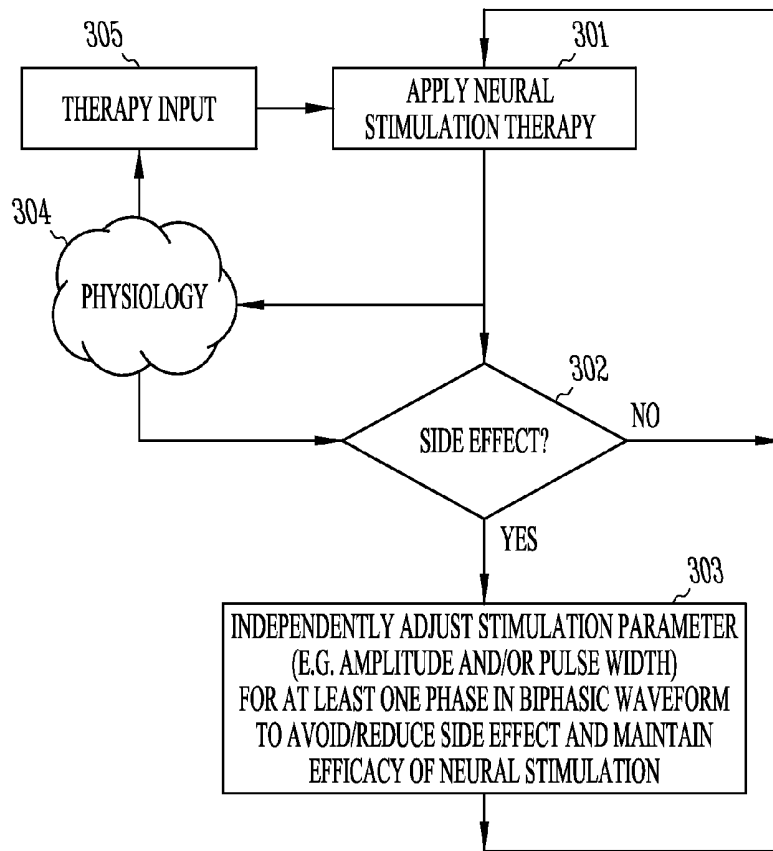 305
THERAPY INPUT
301
APPLY NEURAL
STIMULATION THERAPY
304
PHYSIOLOGY
302
SIDE EFFECT?
NO
YES
303
INDEPENDENTLY ADJUST STIMULATION PARAMETER
(E.G. AMPLITUDE AND/OR PULSE WIDTH)
FOR AT LEAST ONE PHASE IN BIPHASIC WAVEFORM
TO AVOID/REDUCE SIDE EFFECT AND MAINTAIN
EFFICACY OF NEURAL STIMULATION